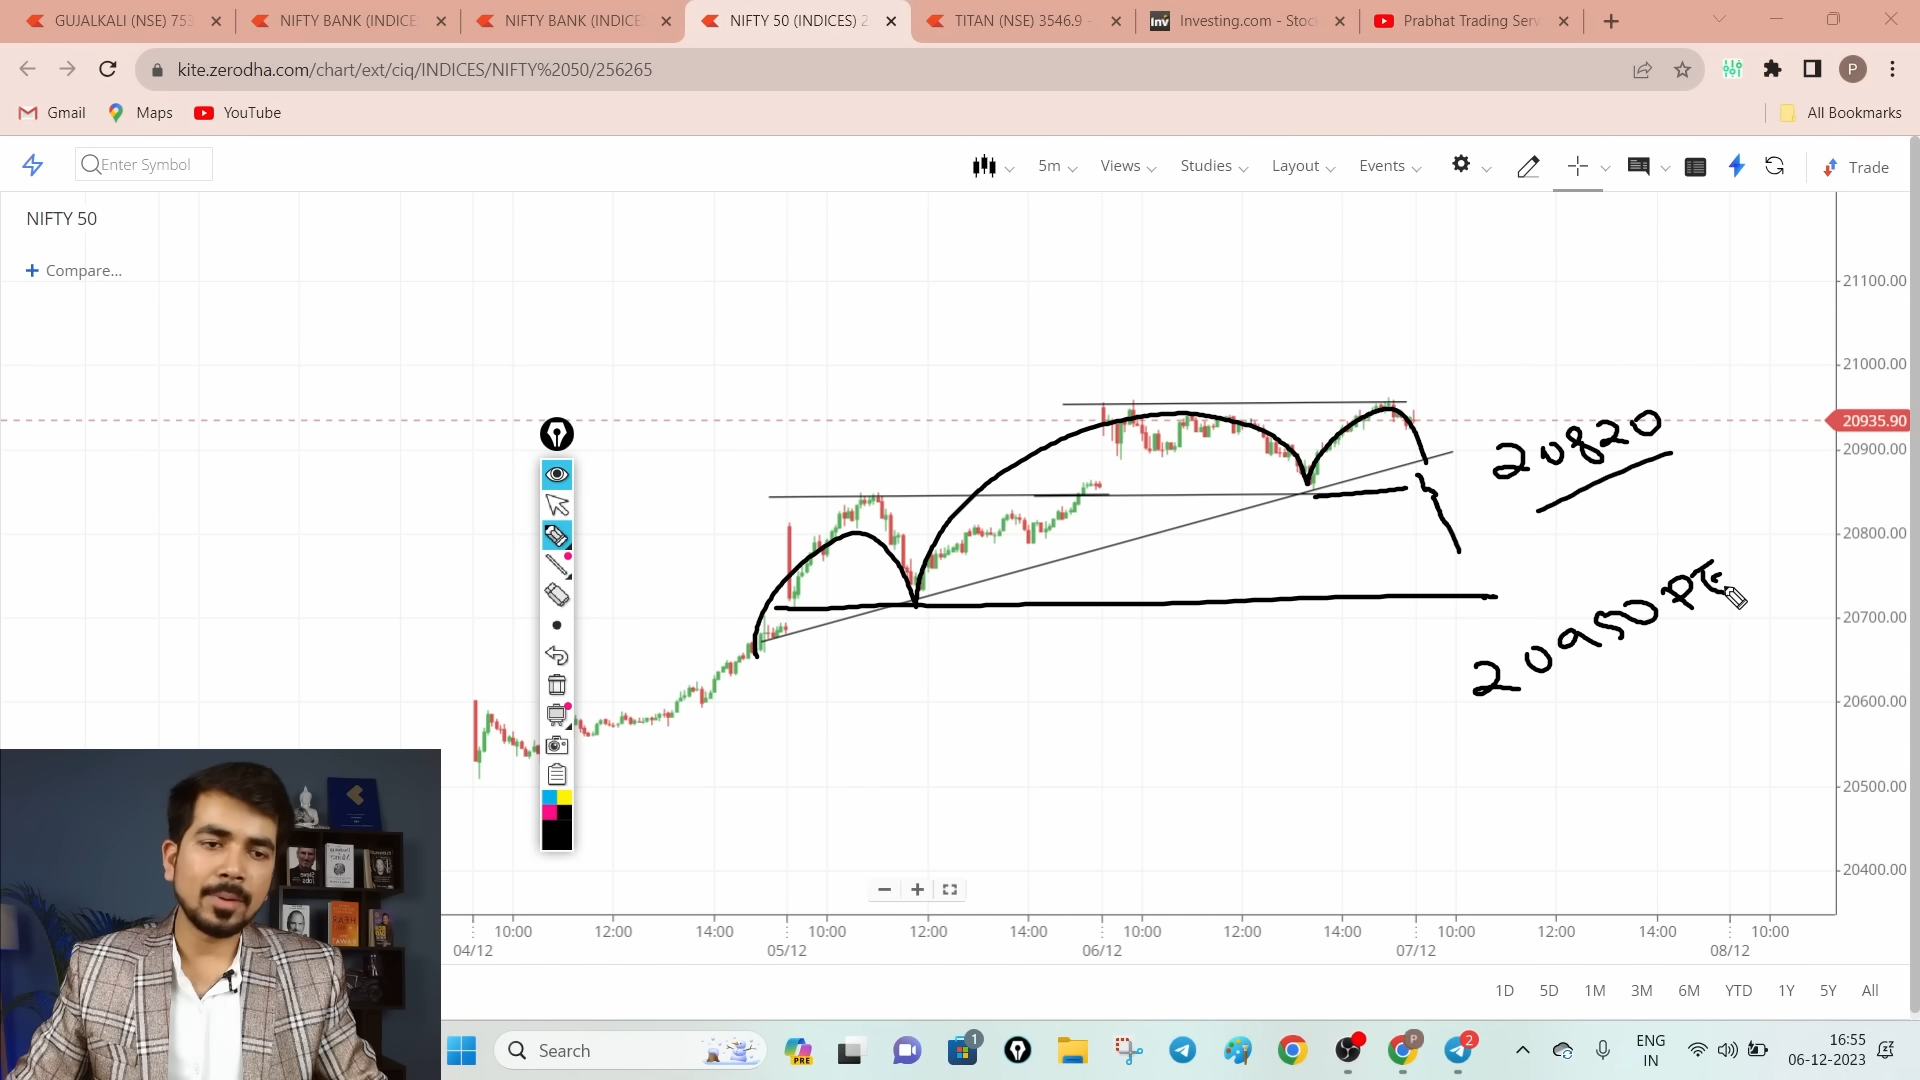 GUJALKALI (NSE) 753
NIFTY BANK (INDICE
NIFTY BANK (INDICE
NIFTY 50 (INDICES) 2
TITAN (NSE) 3546.9 -
Investing.com - Stoc
Prabhat Trading Serv
kite.zerodha.com/chart/ext/ciq/INDICES/NIFTY%2050/256265
P
Gmail
Maps
YouTube
All Bookmarks
Enter Symbol
5m
Views
Studies
Layout
Events
Trade
NIFTY 50
Compare...
21100.00
21000.00
20935.90
20900.00
20800.00
20700.00
20600.00
20500.00
20400.00
20820
20950 PE
10:00 12:00 14:00 10:00 12:00 14:00 10:00 12:00 14:00 10:00 12:00 14:00 10:00
04/12 05/12 06/12 07/12 08/12
1D 5D 1M 3M 6M YTD 1Y 5Y All
Search
PRE
1
P
2
ENG
IN
16:55
06-12-2023